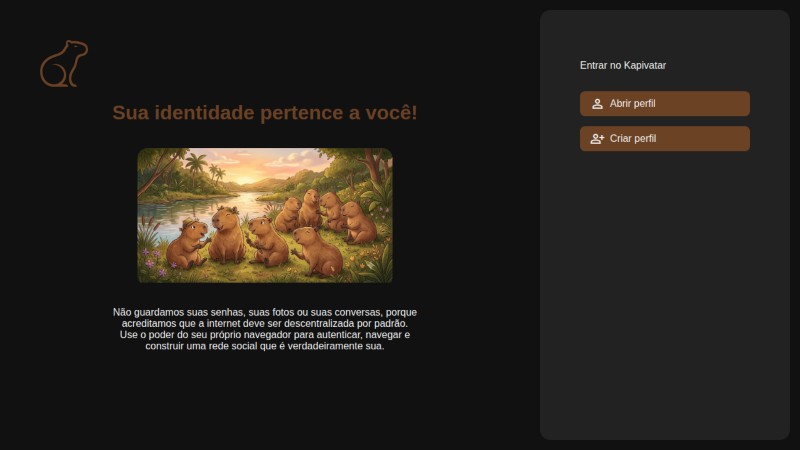 Sua identidade pertence a você!
Não guardamos suas senhas, suas fotos ou suas conversas, porque
acreditamos que a internet deve ser descentralizada por padrão.
Use o poder do seu próprio navegador para autenticar, navegar e
construir uma rede social que é verdadeiramente sua.
Entrar no Kapivatar
Abrir perfil
Criar perfil